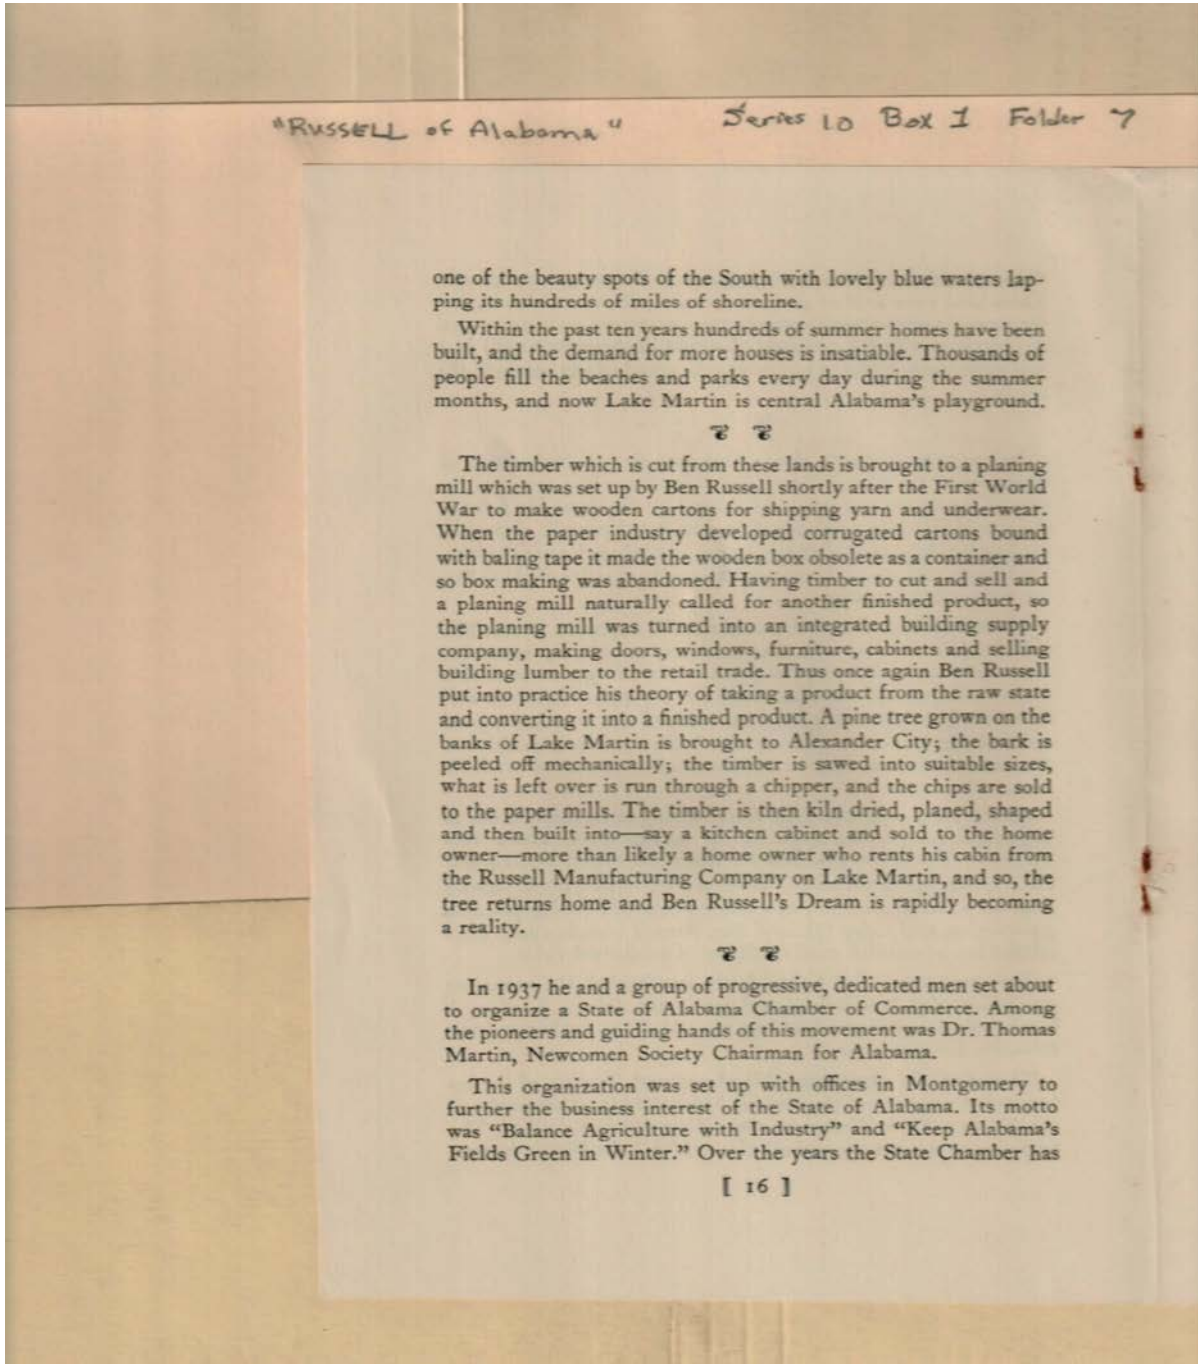 "RUSSELL of Alabama" Series 10 Box 1 Folder 7
one of the beauty spots of the South with lovely blue waters lap-
ping its hundreds of miles of shoreline.
Within the past ten years hundreds of summer homes have been
built, and the demand for more houses is insatiable. Thousands of
people fill the beaches and parks every day during the summer
months, and now Lake Martin is central Alabama's playground.
The timber which is cut from these lands is brought to a planing
mill which was set up by Ben Russell shortly after the First World
War to make wooden cartons for shipping yarn and underwear.
When the paper industry developed corrugated cartons bound
with baling tape it made the wooden box obsolete as a container and
so box making was abandoned. Having timber to cut and sell and
a planing mill naturally called for another finished product, so
the planing mill was turned into an integrated building supply
company, making doors, windows, furniture, cabinets and selling
building lumber to the retail trade. Thus once again Ben Russell
put into practice his theory of taking a product from the raw state
and converting it into a finished product. A pine tree grown on the
banks of Lake Martin is brought to Alexander City; the bark is
peeled off mechanically; the timber is sawed into suitable sizes,
what is left over is run through a chipper, and the chips are sold
to the paper mills. The timber is then kiln dried, planed, shaped
and then built into—say a kitchen cabinet and sold to the home
owner—more than likely a home owner who rents his cabin from
the Russell Manufacturing Company on Lake Martin, and so, the
tree returns home and Ben Russell's Dream is rapidly becoming
a reality.
In 1937 he and a group of progressive, dedicated men set about
to organize a State of Alabama Chamber of Commerce. Among
the pioneers and guiding hands of this movement was Dr. Thomas
Martin, Newcomen Society Chairman for Alabama.
This organization was set up with offices in Montgomery to
further the business interest of the State of Alabama. Its motto
was “Balance Agriculture with Industry” and “Keep Alabama's
Fields Green in Winter.” Over the years the State Chamber has
[ 16 ]